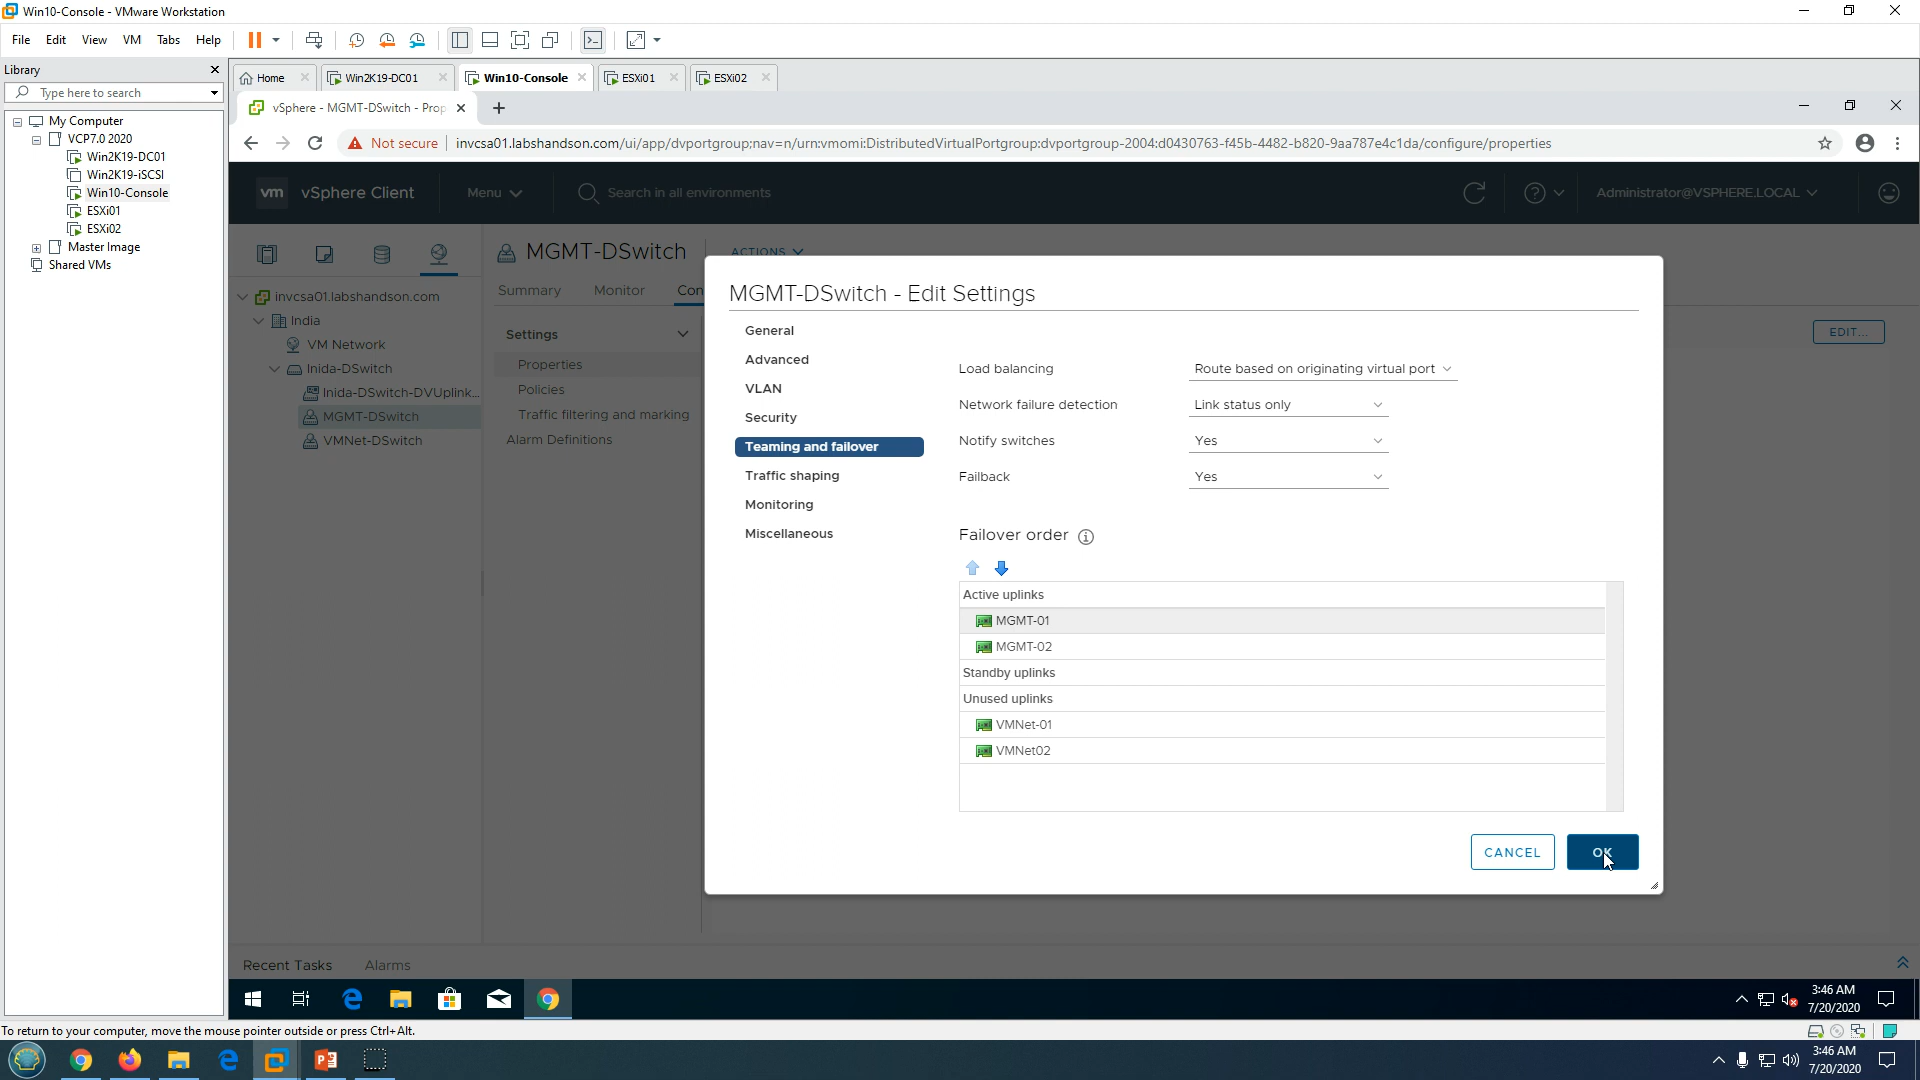 Win10-Console - VMware Workstation
File Edit View VM Tabs Help
Library
Type here to search
My Computer
VCP7.0 2020
Win2K19-DC01
Win2K19-iSCSI
Win10-Console
ESXi01
ESXi02
Master Image
Shared VMs
Home Win2K19-DC01 Win10-Console ESXi01 ESXi02
vSphere - MGMT-DSwitch - Prop
Not secure invcsa01.labshandson.com/ui/app/dvportgroup;nav=n/urn:vmomi:DistributedVirtualPortgroup:dvportgroup-2004:d0430763-f45b-4482-b820-9aa787e4c1da/configure/properties
vm vSphere Client Menu Search in all environments Administrator@VSPHERE.LOCAL
invcsa01.labshandson.com
India
VM Network
Inida-DSwitch
Inida-DSwitch-DVUplink...
MGMT-DSwitch
VMNet-DSwitch
MGMT-DSwitch ACTIONS
Summary Monitor Con
Settings
Properties
Policies
Traffic filtering and marking
Alarm Definitions
EDIT...
MGMT-DSwitch - Edit Settings
General
Advanced
VLAN
Security
Teaming and failover
Traffic shaping
Monitoring
Miscellaneous
Load balancing Route based on originating virtual port
Network failure detection Link status only
Notify switches Yes
Failback Yes
Failover order
Active uplinks
MGMT-01
MGMT-02
Standby uplinks
Unused uplinks
VMNet-01
VMNet02
CANCEL OK
Recent Tasks Alarms
3:46 AM
7/20/2020
To return to your computer, move the mouse pointer outside or press Ctrl+Alt.
3:46 AM
7/20/2020